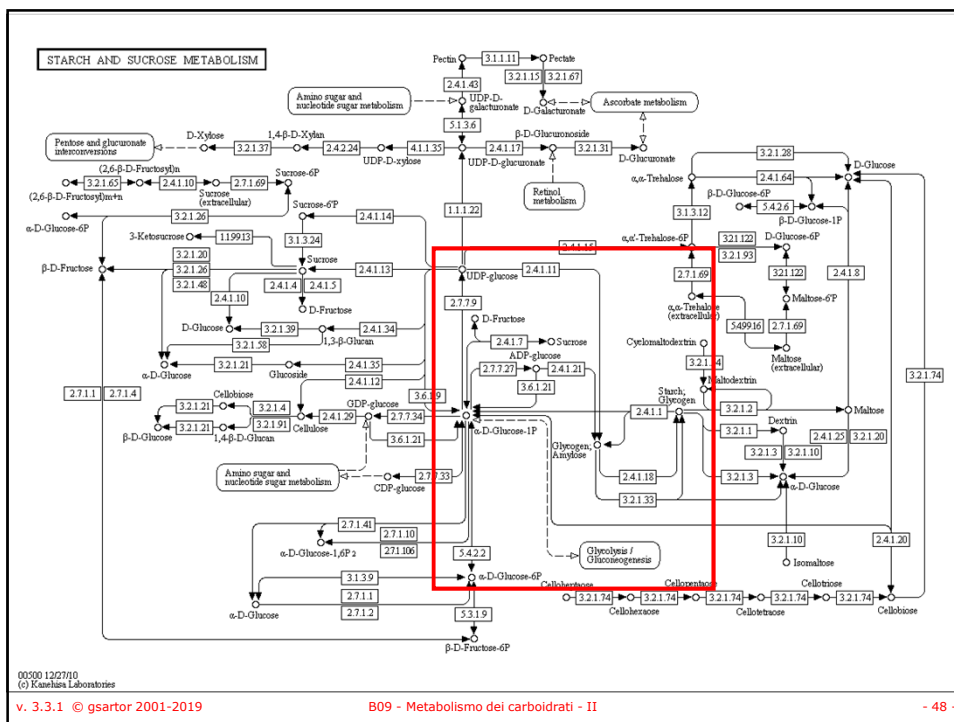 STARCH AND SUCROSE METABOLISM
Pectin
3.1.1.11
Pectate
2.4.1.43
3.2.1.15
3.2.1.67
Amino sugar and
nucleotide sugar metabolism
UDP-D-
galacturonate
D-Galacturonate
Ascorbate metabolism
5.1.3.6
D-Xylose
1,4-β-D-Xylan
β-D-Glucuronoside
Pentose and glucuronate
interconversions
3.2.1.37
2.4.2.24
UDP-D-xylose
4.1.1.35
UDP-D-glucuronate
2.4.1.17
3.2.1.31
D-Glucuronate
3.2.1.28
D-Glucose
α,α-Trehalose
2.4.1.64
(2,6-β-D-Fructosyl)n
Sucrose-6P
3.2.1.65
2.4.1.10
2.7.1.69
(2,6-β-D-Fructosyl)m+n
Sucrose
(extracellular)
Retinol
metabolism
β-D-Glucose-6P
5.4.2.6
β-D-Glucose-1P
3.1.3.12
1.1.1.22
α-D-Glucose-6P
3.2.1.26
Sucrose-6'P
2.4.1.14
3-Ketosucrose
1.1.99.13
3.1.3.24
2.4.1.15
α,α'-Trehalose-6P
3.2.1.122
3.2.1.93
D-Glucose-6P
3.2.1.20
3.2.1.26
3.2.1.48
β-D-Fructose
Sucrose
2.4.1.13
UDP-glucose
2.4.1.11
2.7.1.69
3.2.1.122
2.4.1.8
2.4.1.4
2.4.1.5
2.4.1.10
D-Fructose
2.7.7.9
α,α-Trehalose
(extracellular)
Maltose-6'P
D-Glucose
3.2.1.39
1,3-β-Glucan
2.4.1.34
D-Fructose
5.4.99.16
2.7.1.69
3.2.1.58
2.4.1.7
Sucrose
Cyclomaltodextrin
Maltose
(extracellular)
α-D-Glucose
3.2.1.21
Glucoside
2.4.1.35
ADP-glucose
2.7.7.27
2.4.1.21
3.2.1.74
2.4.1.12
3.6.1.21
Maltodextrin
2.7.1.1
2.7.1.4
Cellobiose
3.2.1.21
3.2.1.4
GDP-glucose
Starch;
Glycogen
3.2.1.2
Maltose
3.2.1.21
3.2.1.91
Cellulose
2.4.1.29
2.7.7.34
2.4.1.1
β-D-Glucose
1,4-β-D-Glucan
3.6.1.21
α-D-Glucose-1P
Glycogen;
Amylose
3.2.1.1
Dextrin
2.4.1.25
3.2.1.20
3.2.1.3
3.2.1.10
Amino sugar and
nucleotide sugar metabolism
CDP-glucose
2.4.1.18
3.2.1.3
α-D-Glucose
3.2.1.33
2.7.1.41
2.7.1.10
2.7.1.106
α-D-Glucose-1,6P2
3.2.1.10
2.4.1.20
5.4.2.2
Glycolysis /
Gluconeogenesis
Isomaltose
3.1.3.9
α-D-Glucose-6P
Cellohexaose
Cellopentaose
Cellotetraose
Cellotriose
α-D-Glucose
2.7.1.1
2.7.1.2
3.2.1.74
3.2.1.74
3.2.1.74
3.2.1.74
3.2.1.74
Cellobiose
5.3.1.9
β-D-Fructose-6P
00500 12/27/10
(c) Kanehisa Laboratories
v. 3.3.1 © gsartor 2001-2019
B09 - Metabolismo dei carboidrati - II
- 48 -